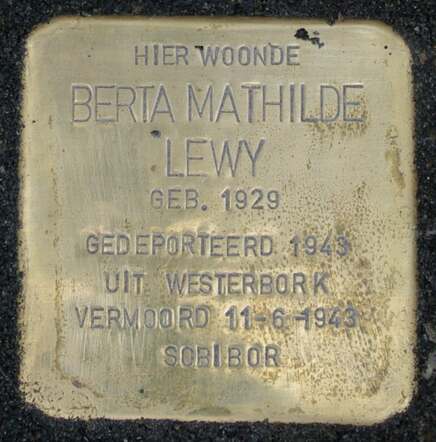 HIER WOONDE
BERTA MATHILDE
LEWY
GEB. 1929
GEDEPORTEERD 1943
UIT WESTERBORK
VERMOORD 11-6-1943
SOBIBOR